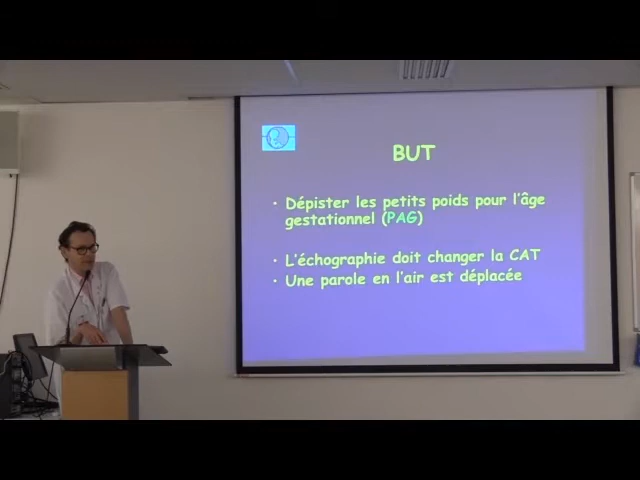 BUT
• Dépister les petits poids pour l'âge
gestationnel (PAG)
• L'échographie doit changer la CAT
• Une parole en l'air est déplacée